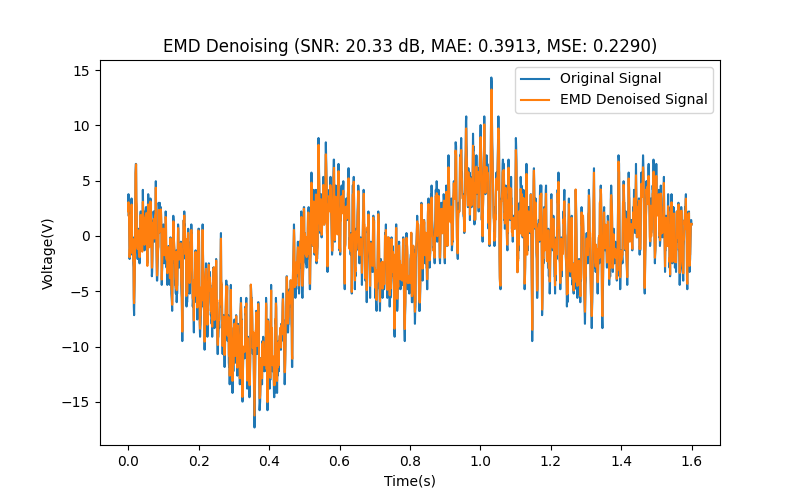 EMD Denoising (SNR: 20.33 dB, MAE: 0.3913, MSE: 0.2290)
Original Signal
EMD Denoised Signal
Voltage(V)
15
10
5
0
−5
−10
−15
0.0 0.2 0.4 0.6 0.8 1.0 1.2 1.4 1.6
Time(s)